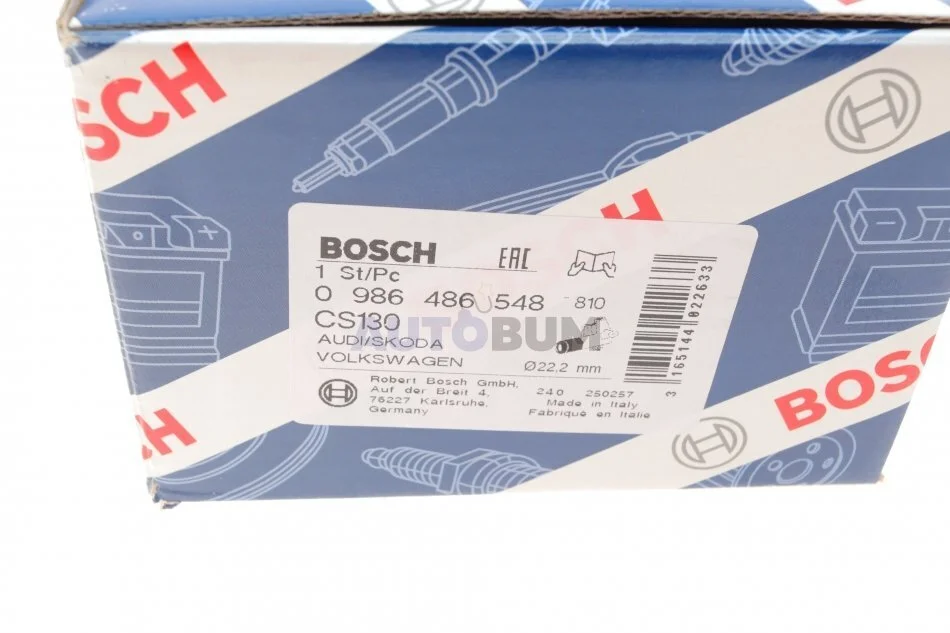 BOSCH
H
BOSCH EAC
1 St/Pc
0 986 486 548 810
CS130
AUTOBUM
AUDI/SKODA
VOLKSWAGEN Ø22,2 mm
Robert Bosch GmbH,
Auf der Breit 4,
76227 Karlsruhe,
Germany
240 250257
Made in Italy
Fabrique en Italie
3 165144 022633
H
BOSC